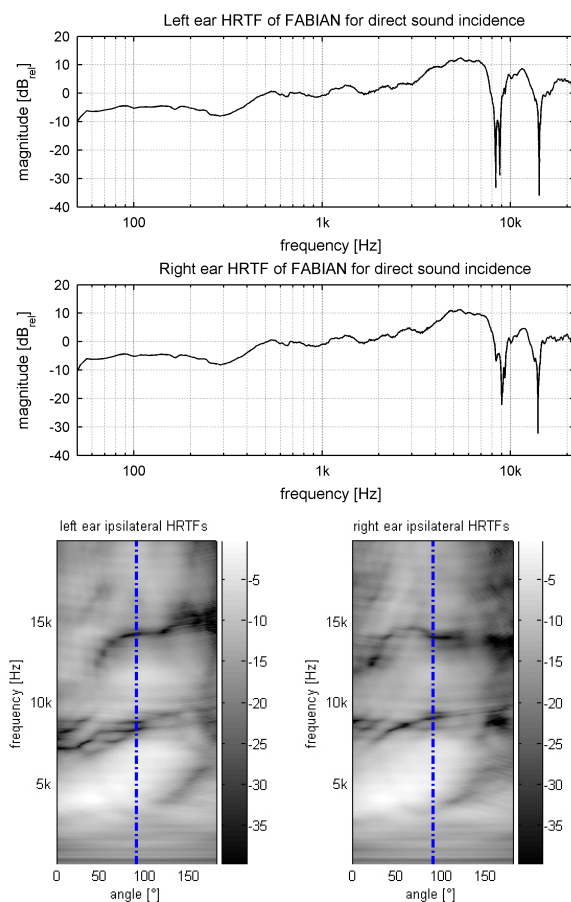 Left ear HRTF of FABIAN for direct sound incidence
20
10
0
-10
-20
-30
-40
magnitude [dBrel]
100
1k
10k
frequency [Hz]
Right ear HRTF of FABIAN for direct sound incidence
20
10
0
-10
-20
-30
-40
magnitude [dBrel]
100
1k
10k
frequency [Hz]
left ear ipsilateral HRTFs
15k
10k
5k
frequency [Hz]
0
50
100
150
angle [°]
-5
-10
-15
-20
-25
-30
-35
right ear ipsilateral HRTFs
15k
10k
5k
frequency [Hz]
0
50
100
150
angle [°]
-5
-10
-15
-20
-25
-30
-35